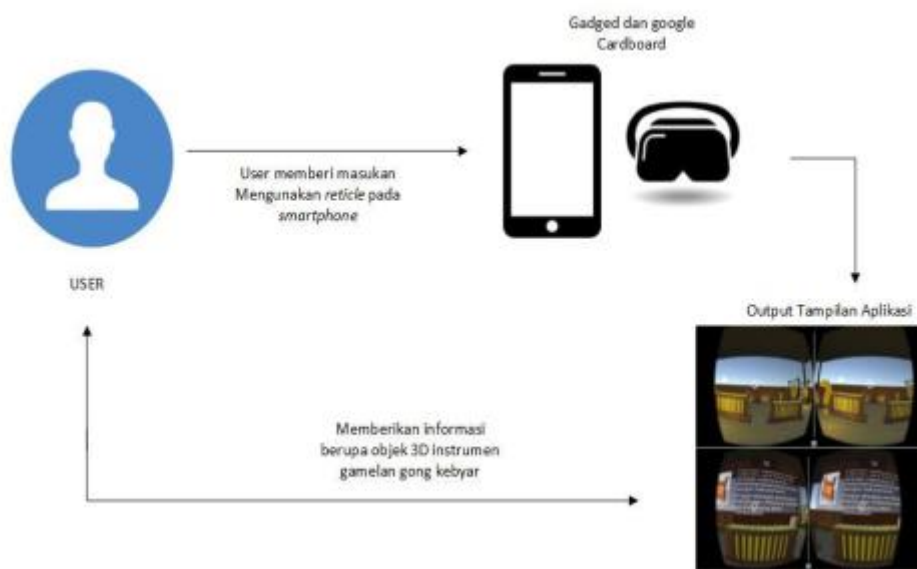 Gadged dan google
Cardboard
User memberi masukan
Mengunakan reticle pada
smartphone
USER
Output Tampilan Aplikasi
Memberikan informasi
berupa objek 3D instrumen
gamelan gong kebyar